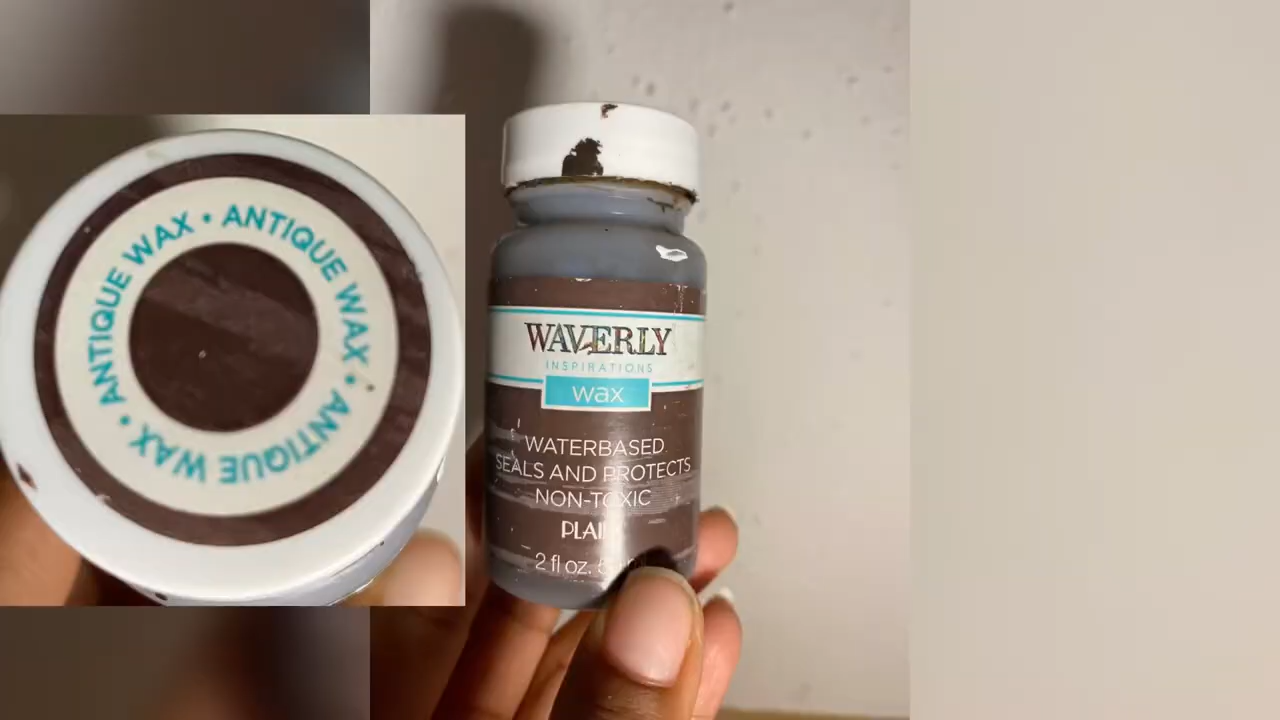 ANTIQUE WAX • ANTIQUE WAX • ANTIQUE WAX •
WAVERLY
INSPIRATIONS
wax
WATERBASED
SEALS AND PROTECTS
NON-TOXIC
2 fl oz.